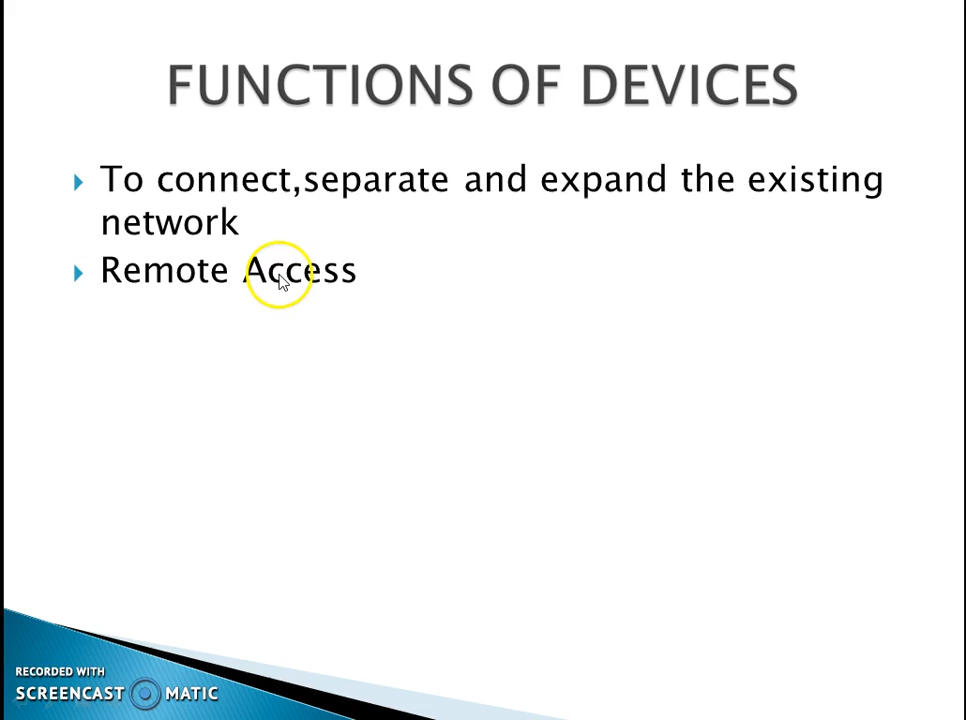 FUNCTIONS OF DEVICES
To connect,separate and expand the existing
network
Remote Access
RECORDED WITH
SCREENCAST MATIC